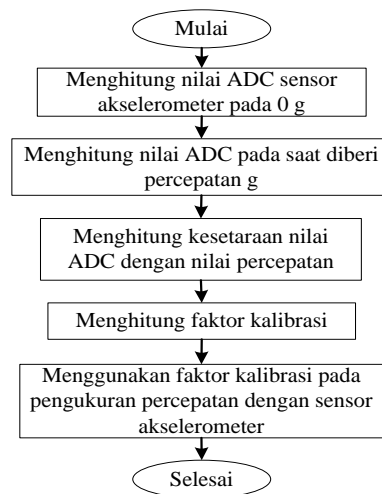 Mulai
Menghitung nilai ADC sensor
akselerometer pada 0 g
Menghitung nilai ADC pada saat diberi
percepatan g
Menghitung kesetaraan nilai
ADC dengan nilai percepatan
Menghitung faktor kalibrasi
Menggunakan faktor kalibrasi pada
pengukuran percepatan dengan sensor
akselerometer
Selesai